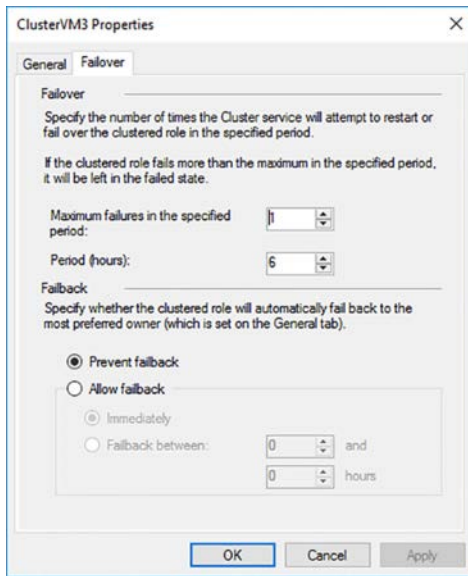 ClusterVM3 Properties
General Failover
Failover
Specify the number of times the Cluster service will attempt to restart or
fail over the clustered role in the specified period.
If the clustered role fails more than the maximum in the specified period,
it will be left in the failed state.
Maximum failures in the specified 1
period:
Period (hours): 6
Failback
Specify whether the clustered role will automatically fail back to the
most preferred owner (which is set on the General tab).
Prevent failback
Allow failback
Immediately
Failback between: 0 and
0 hours
OK Cancel Apply